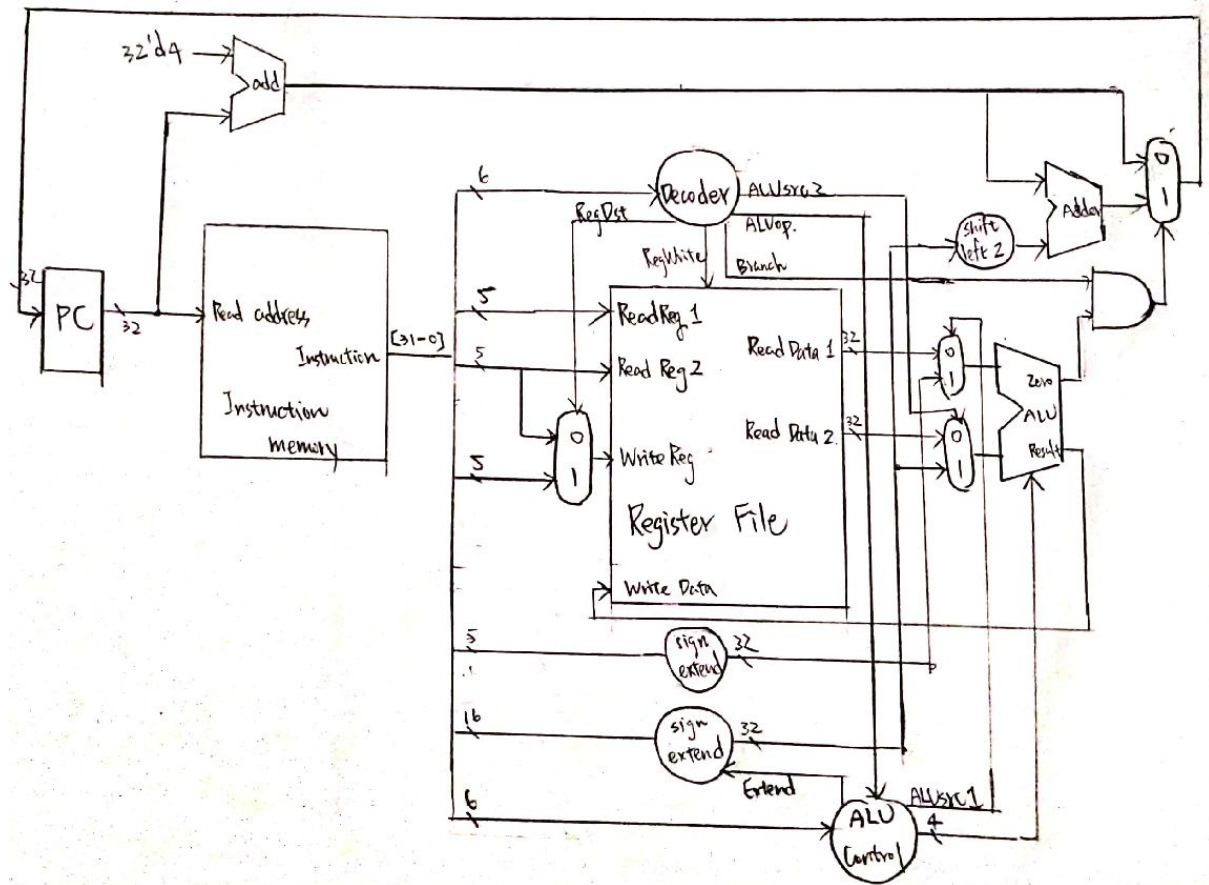 32'd4
add
0
1
6
Decoder
ALUsrc2
RegDst
ALUop.
RegWrite
Branch
shift
left 2
Adder
32
PC
32
Read address
[31-0]
Instruction
Instruction
memory
5
Read Reg 1
5
Read Reg 2
Read Data 1
32
0
1
Zero
ALU
Result
0
1
Write Reg
5
Read Data 2
32
0
1
Register File
Write Data
5
sign
extend
32
16
sign
extend
32
Extend
ALUsrc1
6
ALU
Control
4